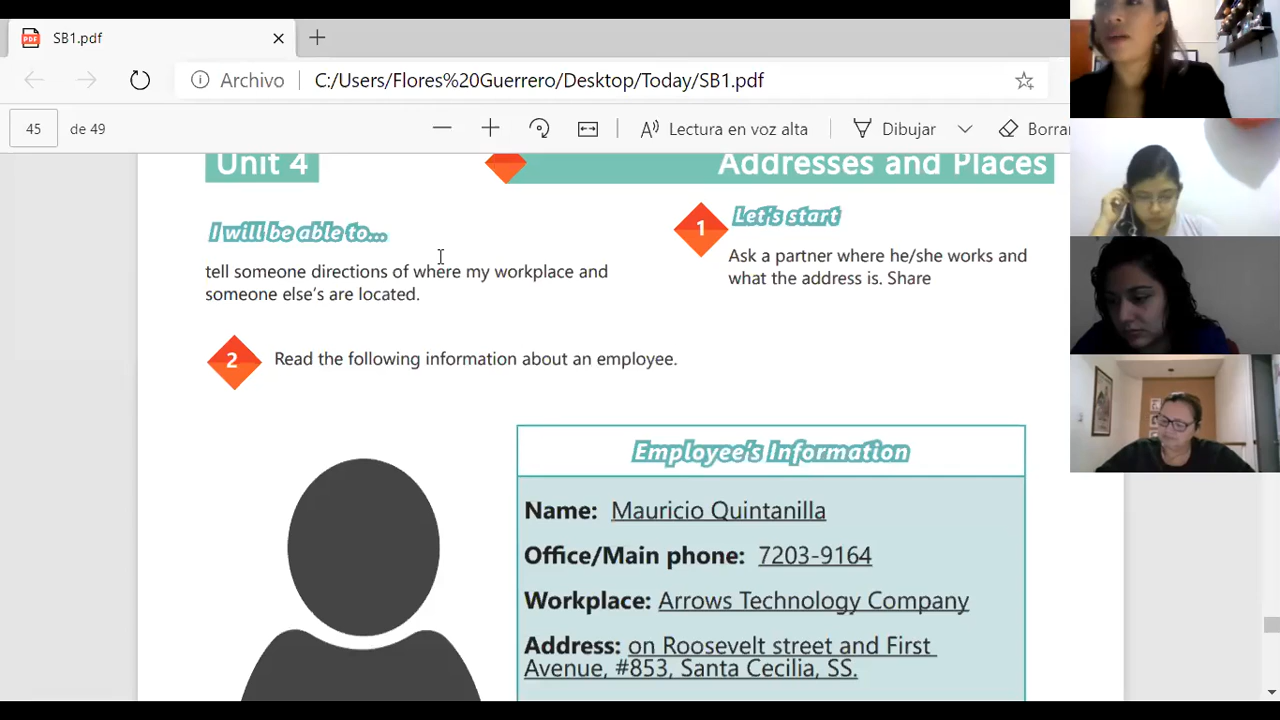 SB1.pdf
Archivo
C:/Users/Flores%20Guerrero/Desktop/Today/SB1.pdf
45
de 49
Lectura en voz alta
Dibujar
Borrar
Unit 4
Addresses and Places
I will be able to...
tell someone directions of where my workplace and
someone else's are located.
1
Let's start
Ask a partner where he/she works and
what the address is. Share
2
Read the following information about an employee.
Employee's Information
Name: Mauricio Quintanilla
Office/Main phone: 7203-9164
Workplace: Arrows Technology Company
Address: on Roosevelt street and First
Avenue, #853, Santa Cecilia, SS.